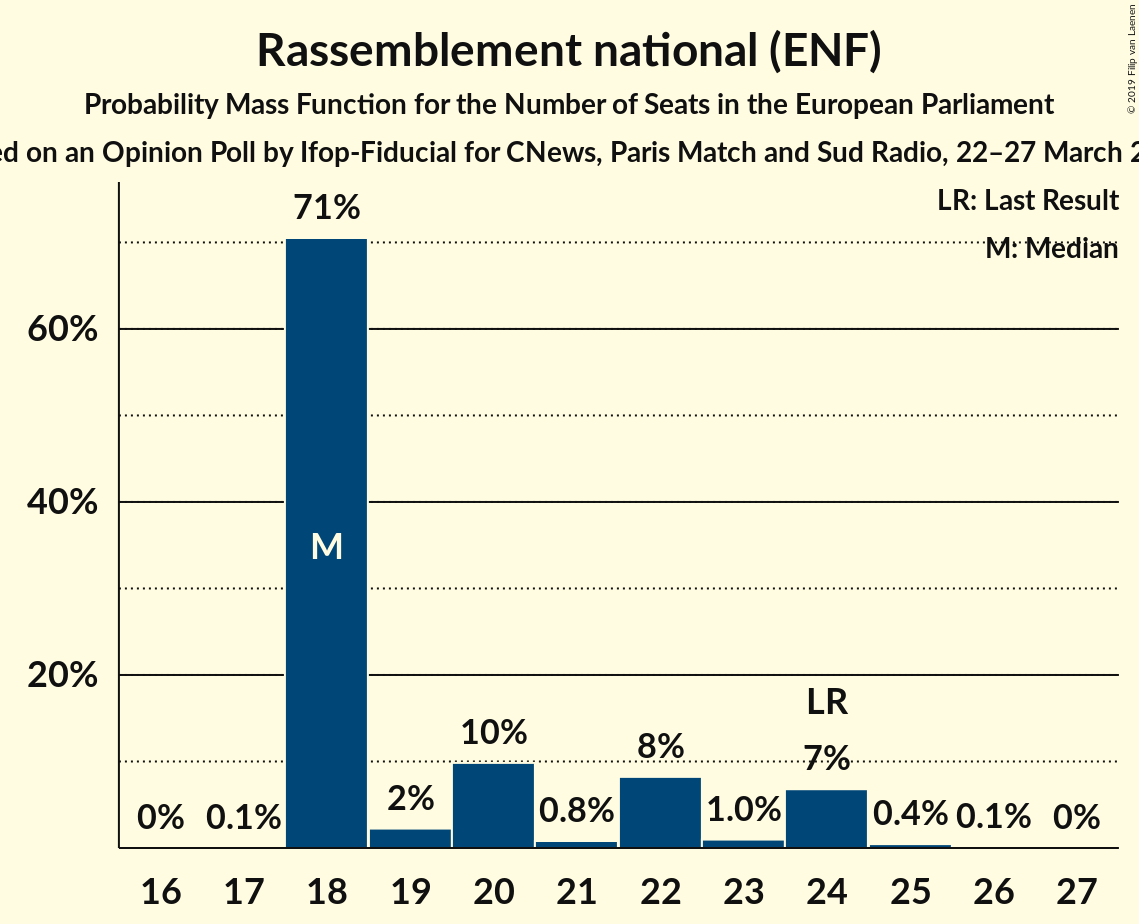 Rassemblement national (ENF)
Probability Mass Function for the Number of Seats in the European Parliament
on an Opinion Poll by Ifop-Fiducial for CNews, Paris Match and Sud Radio, 22–27 March
© 2019 Filip van Laenen
LR: Last Result
M: Median
71%
60%
40%
M
20%
LR
10%
8%
7%
2%
0%
0.1%
0.8%
1.0%
0.4%
0.1%
0%
16 17 18 19 20 21 22 23 24 25 26 27